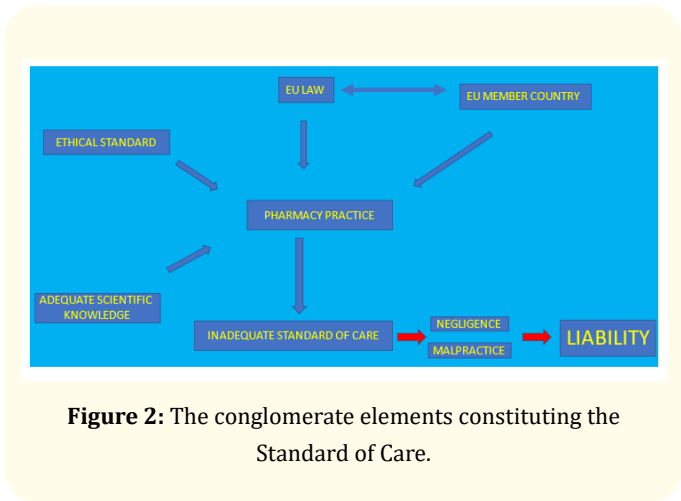 EU LAW
EU MEMBER COUNTRY
ETHICAL STANDARD
PHARMACY PRACTICE
ADEQUATE SCIENTIFIC
KNOWLEDGE
INADEQUATE STANDARD OF CARE
NEGLIGENCE
MALPRACTICE
LIABILITY
Figure 2: The conglomerate elements constituting the
Standard of Care.